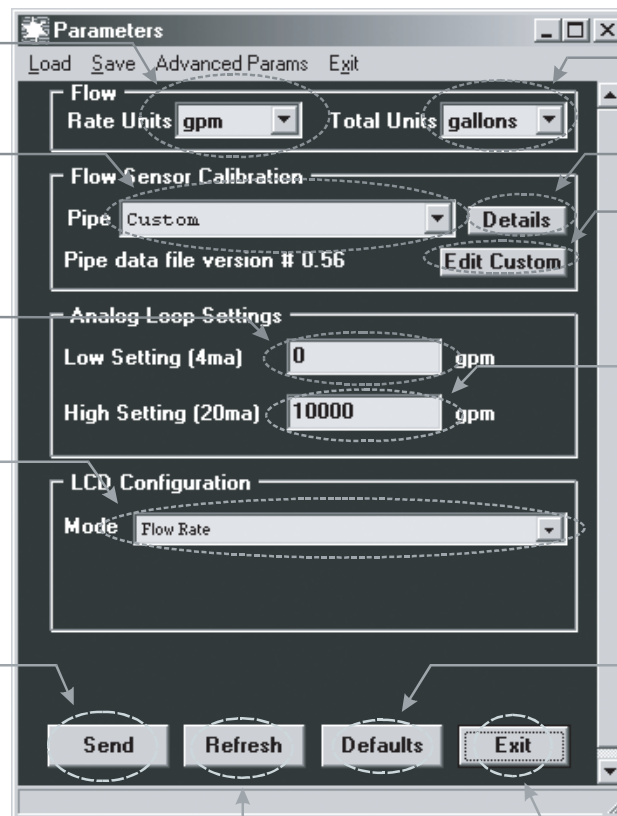 Parameters
Load Save Advanced Params Exit
Flow
Rate Units gpm Total Units gallons
Flow Sensor Calibration
Pipe Custom Details
Pipe data file version # 0.56 Edit Custom
Analog Loop Settings
Low Setting (4ma) 0 gpm
High Setting (20ma) 10000 gpm
LCD Configuration
Mode Flow Rate
Send Refresh Defaults Exit